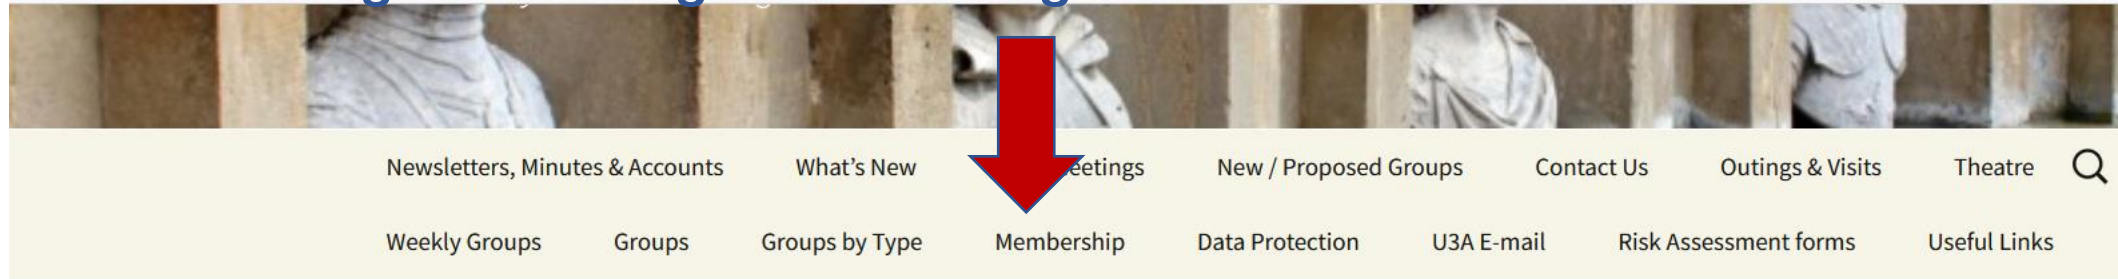 Newsletters, Minutes & Accounts What's New eetings New / Proposed Groups Contact Us Outings & Visits Theatre
Weekly Groups Groups Groups by Type Membership Data Protection U3A E-mail Risk Assessment forms Useful Links